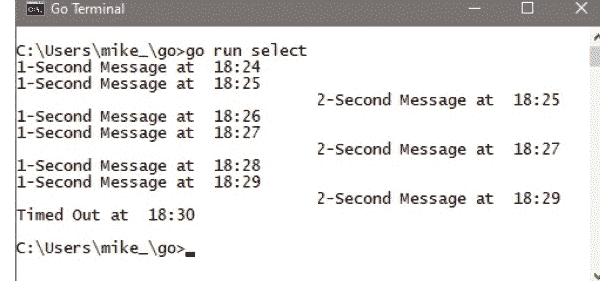 Go Terminal
C:\Users\mike_\go>go run select
1-Second Message at  18:24
1-Second Message at  18:25
2-Second Message at  18:25
1-Second Message at  18:26
1-Second Message at  18:27
2-Second Message at  18:27
1-Second Message at  18:28
1-Second Message at  18:29
2-Second Message at  18:29
Timed Out at  18:30
C:\Users\mike_\go>